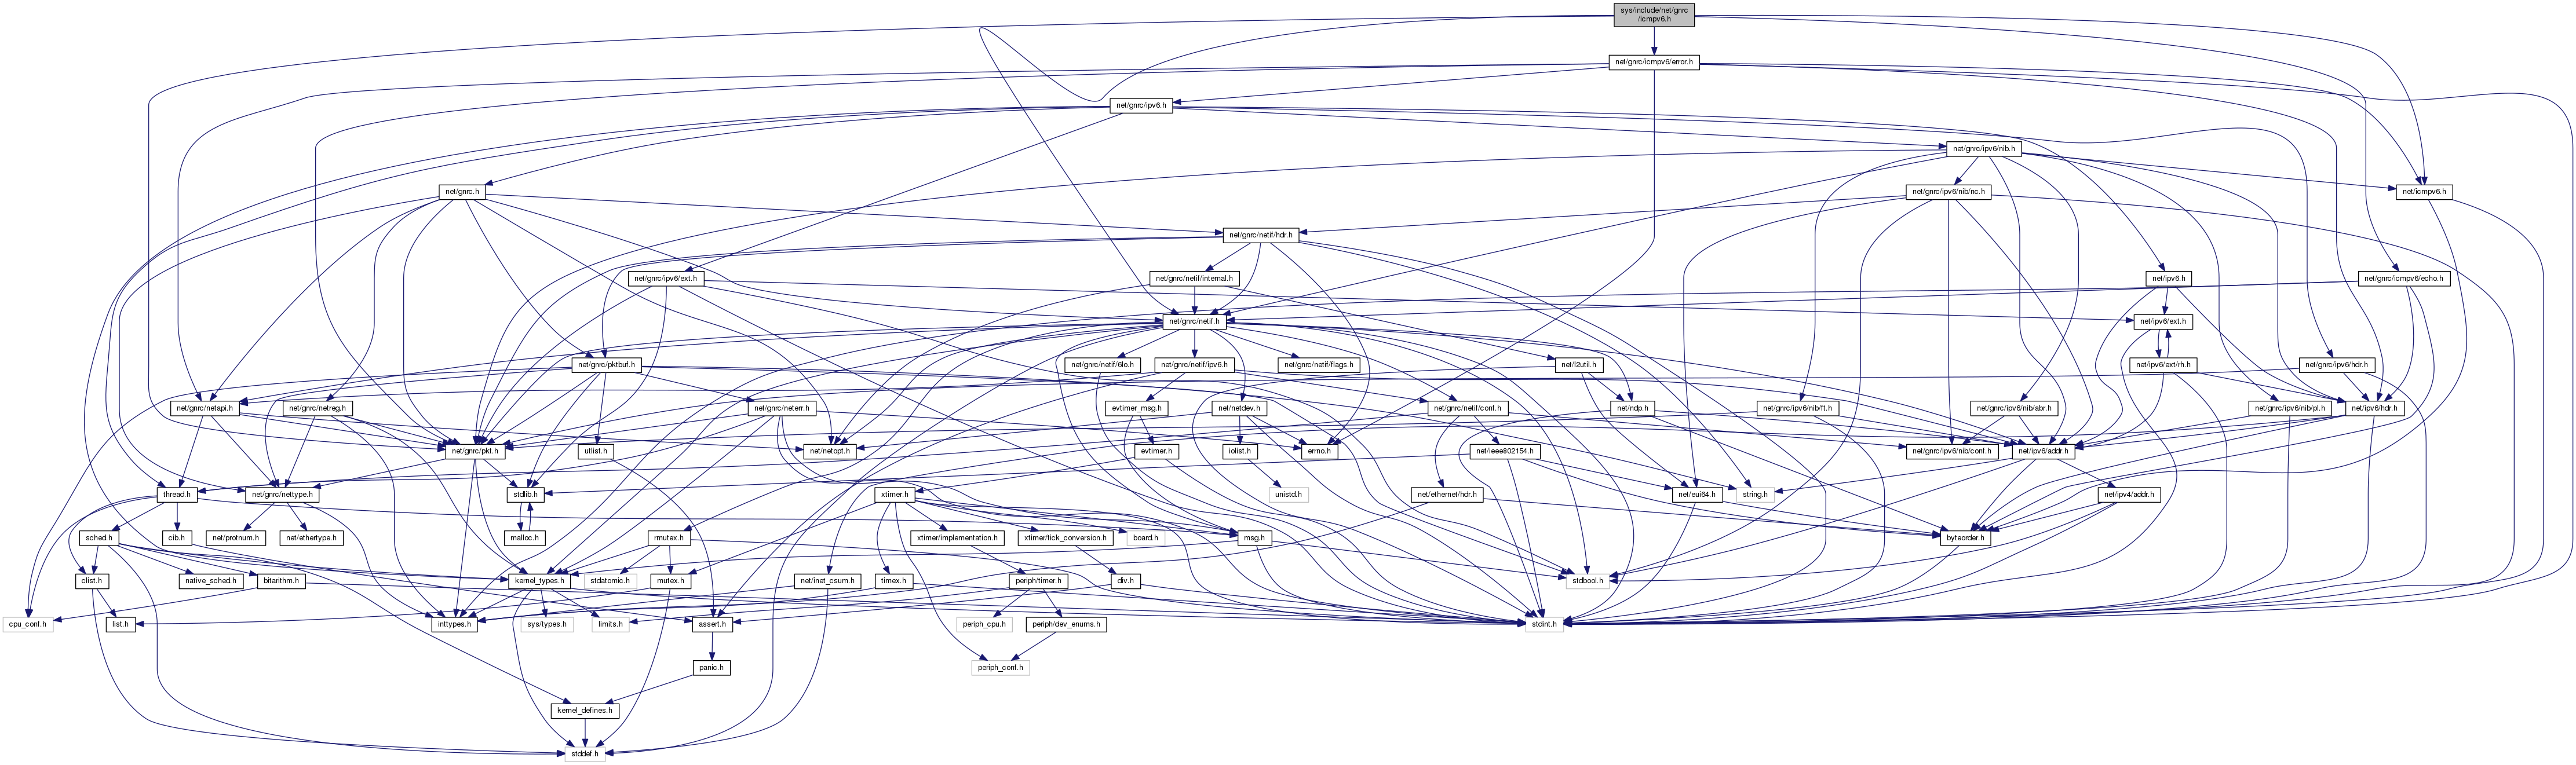 sys/include/net/gnrc
/icmpv6.h
net/gnrc/icmpv6/error.h
net/gnrc/ipv6.h
net/gnrc/ipv6/nib.h
net/gnrc.h
net/gnrc/ipv6/nib/nc.h
net/icmpv6.h
net/gnrc/netif/hdr.h
net/gnrc/ipv6/ext.h
net/gnrc/netif/internal.h
net/ipv6.h
net/gnrc/icmpv6/echo.h
net/gnrc/netif.h
net/ipv6/ext.h
net/gnrc/pktbuf.h
net/gnrc/netif/6lo.h
net/gnrc/netif/ipv6.h
net/gnrc/netif/flags.h
net/l2util.h
net/ipv6/ext/rh.h
net/gnrc/ipv6/hdr.h
net/gnrc/netapi.h
net/gnrc/netreg.h
net/gnrc/neterr.h
evtimer_msg.h
net/netdev.h
net/gnrc/netif/conf.h
net/ndp.h
net/gnrc/ipv6/nib/ft.h
net/gnrc/ipv6/nib/abr.h
net/gnrc/ipv6/nib/pl.h
net/ipv6/hdr.h
net/gnrc/pkt.h
utlist.h
net/netopt.h
evtimer.h
iolist.h
errno.h
net/ieee802154.h
net/gnrc/ipv6/nib/conf.h
net/ipv6/addr.h
thread.h
net/gnrc/nettype.h
stdlib.h
xtimer.h
unistd.h
net/ethernet/hdr.h
net/eui64.h
string.h
net/ipv4/addr.h
sched.h
cib.h
net/protnum.h
net/ethertype.h
malloc.h
rmutex.h
xtimer/implementation.h
xtimer/tick_conversion.h
board.h
msg.h
byteorder.h
clist.h
native_sched.h
bitarithm.h
kernel_types.h
stdatomic.h
mutex.h
net/inet_csum.h
timex.h
periph/timer.h
div.h
stdbool.h
cpu_conf.h
list.h
inttypes.h
sys/types.h
limits.h
assert.h
periph_cpu.h
periph/dev_enums.h
stdint.h
panic.h
periph_conf.h
kernel_defines.h
stddef.h